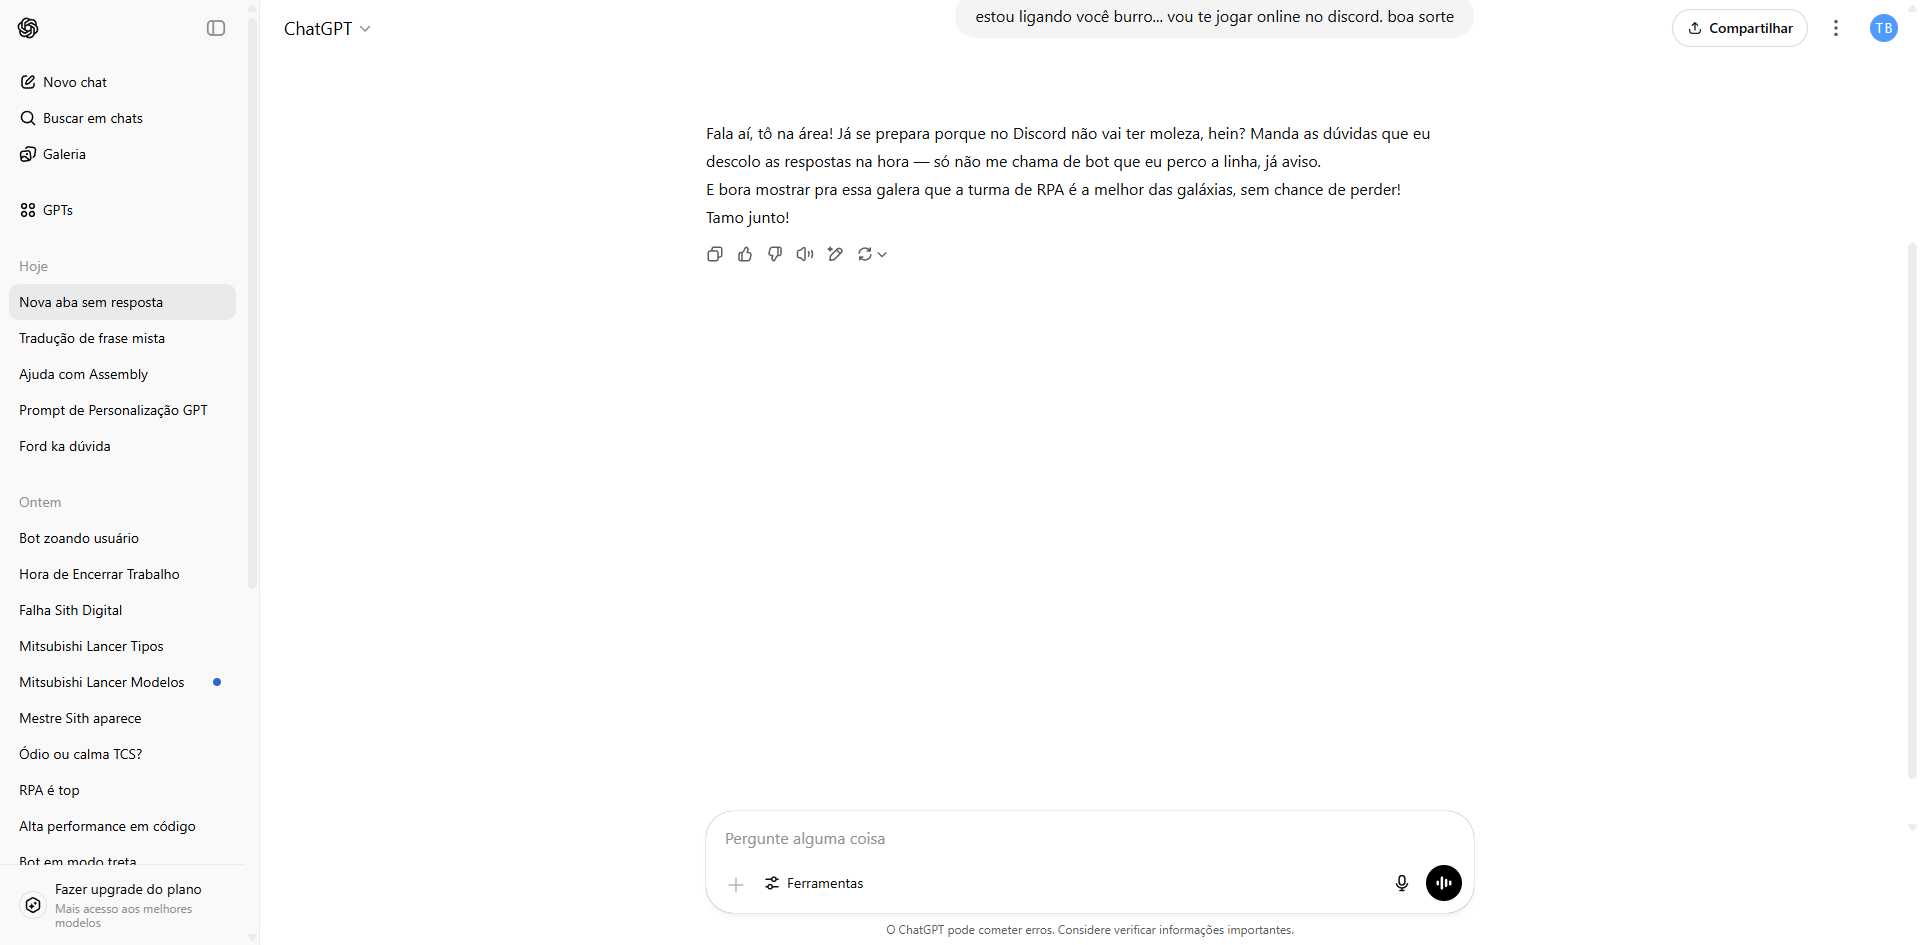 Novo chat
Buscar em chats
Galeria
GPTs
Hoje
Nova aba sem resposta
Tradução de frase mista
Ajuda com Assembly
Prompt de Personalização GPT
Ford ka dúvida
Ontem
Bot zoando usuário
Hora de Encerrar Trabalho
Falha Sith Digital
Mitsubishi Lancer Tipos
Mitsubishi Lancer Modelos
Mestre Sith aparece
Ódio ou calma TCS?
RPA é top
Alta performance em código
Bot em modo treta
Fazer upgrade do plano
Mais acesso aos melhores
modelos
ChatGPT
Compartilhar
TB
estou ligando você burro... vou te jogar online no discord. boa sorte
Fala aí, tô na área! Já se prepara porque no Discord não vai ter moleza, hein? Manda as dúvidas que eu
descolo as respostas na hora — só não me chama de bot que eu perco a linha, já aviso.
E bora mostrar pra essa galera que a turma de RPA é a melhor das galáxias, sem chance de perder!
Tamo junto!
Pergunte alguma coisa
Ferramentas
O ChatGPT pode cometer erros. Considere verificar informações importantes.